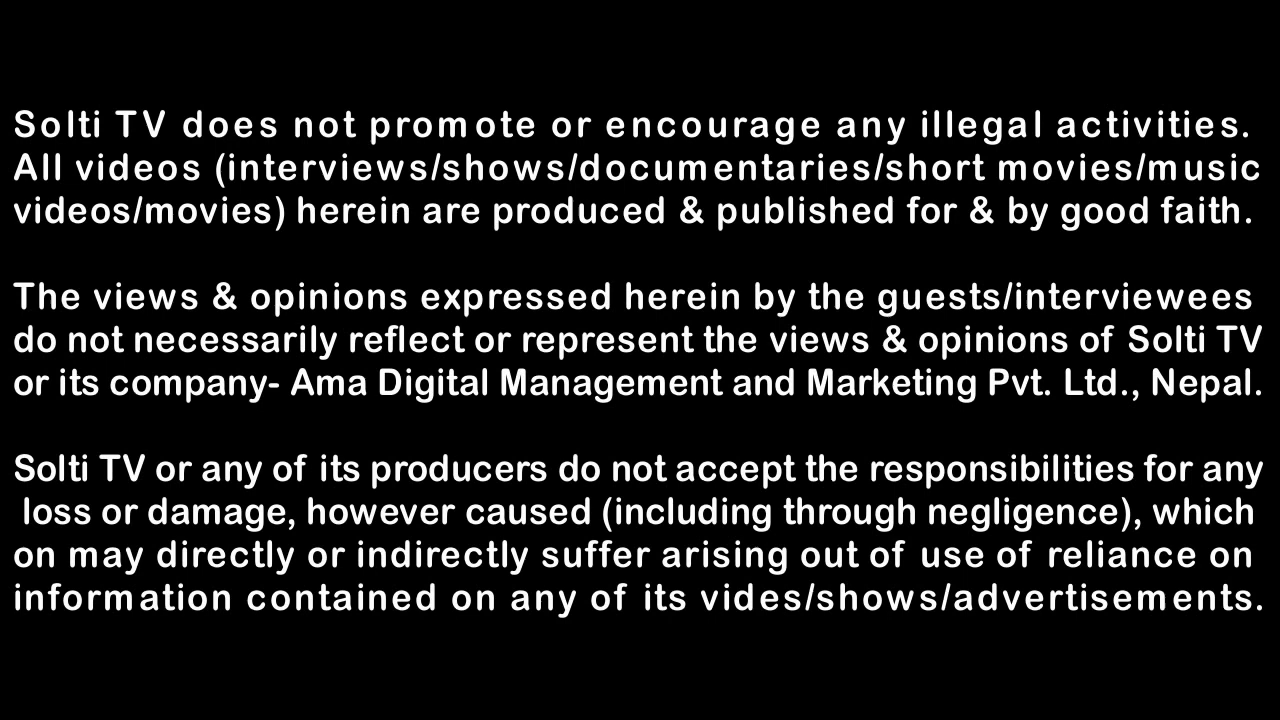 Solti TV does not promote or encourage any illegal activities.
All videos (interviews/shows/documentaries/short movies/music
videos/movies) herein are produced & published for & by good faith.
The views & opinions expressed herein by the guests/interviewees
do not necessarily reflect or represent the views & opinions of Solti TV
or its company- Ama Digital Management and Marketing Pvt. Ltd., Nepal.
Solti TV or any of its producers do not accept the responsibilities for any
loss or damage, however caused (including through negligence), which
on may directly or indirectly suffer arising out of use of reliance on
information contained on any of its vides/shows/advertisements.